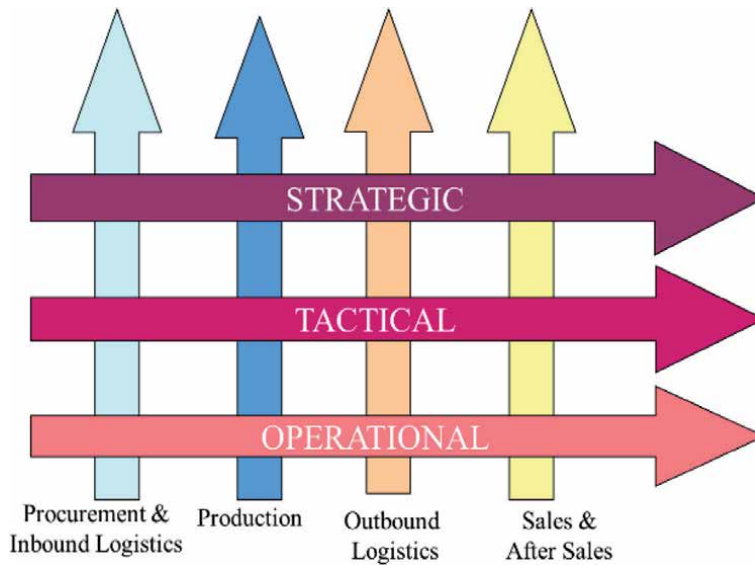 STRATEGIC
TACTICAL
OPERATIONAL
Procurement &
Inbound Logistics
Production
Outbound
Logistics
Sales &
After Sales